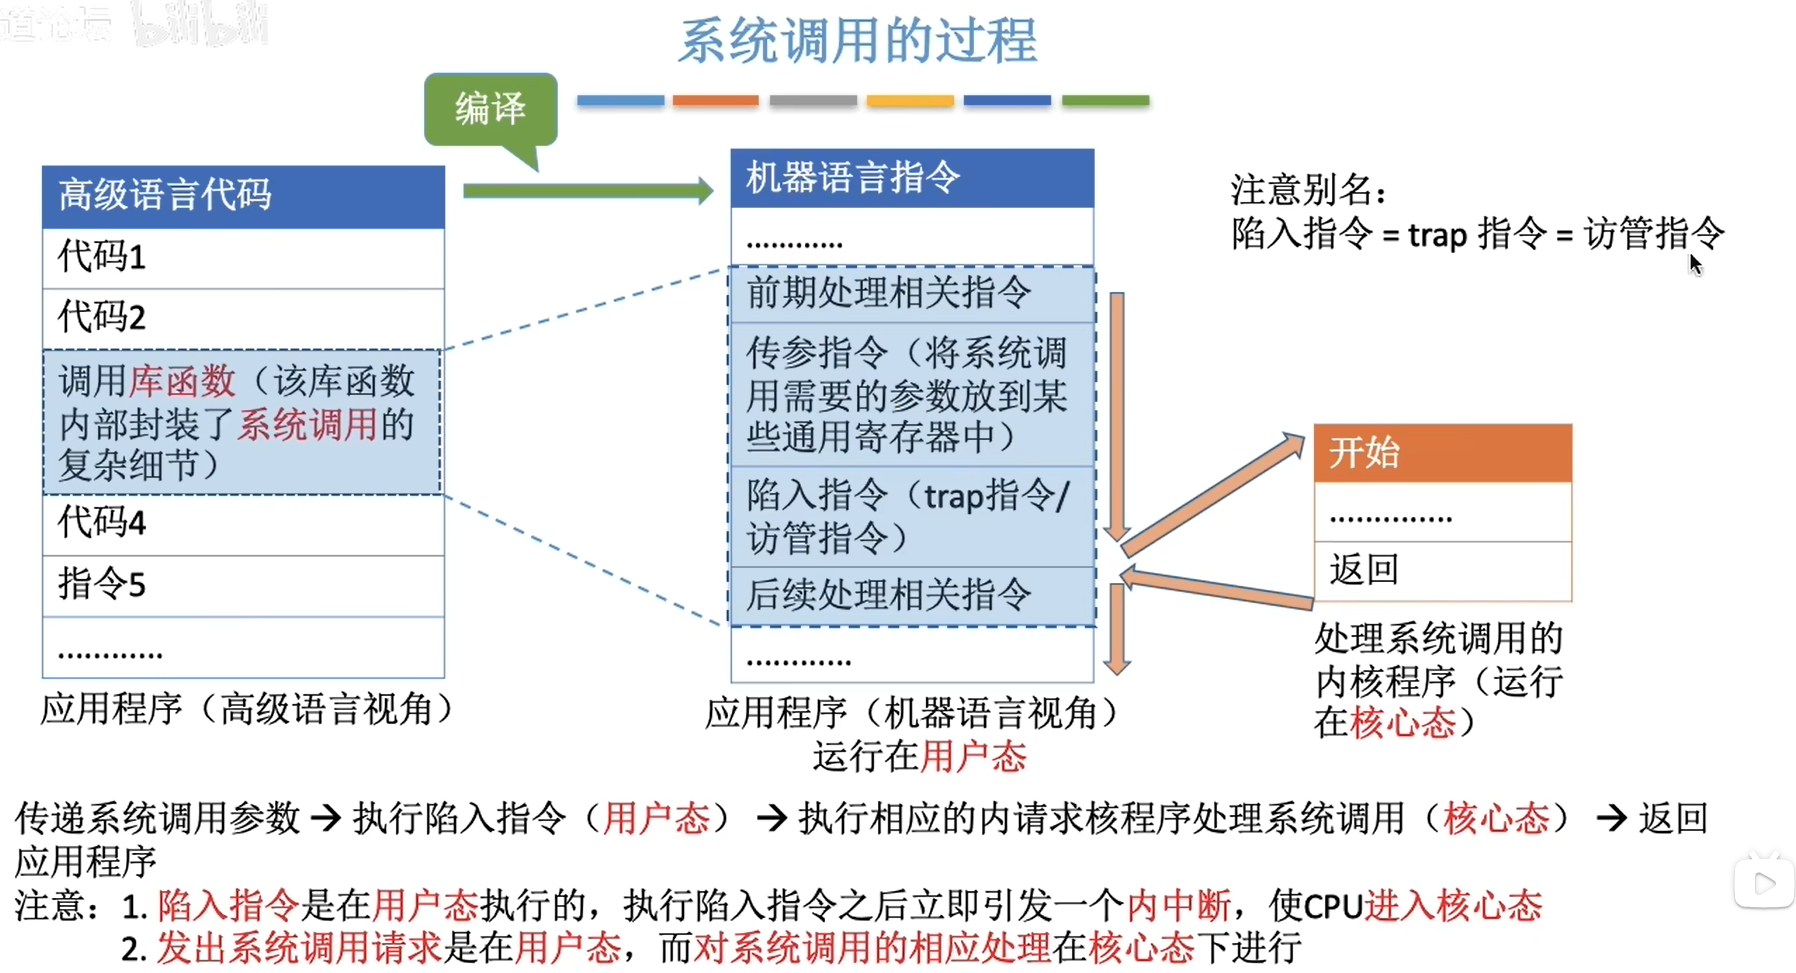 道论坛 bilibili
系统调用的过程
编译
高级语言代码
代码1
代码2
调用库函数（该库函数
内部封装了系统调用的
复杂细节）
代码4
指令5
............
应用程序（高级语言视角）
机器语言指令
............
前期处理相关指令
传参指令（将系统调
用需要的参数放到某
些通用寄存器中）
陷入指令（trap指令/
访管指令）
后续处理相关指令
............
应用程序（机器语言视角）
运行在用户态
注意别名：
陷入指令 = trap 指令 = 访管指令
开始
..............
返回
处理系统调用的
内核程序（运行
在核心态）
传递系统调用参数 → 执行陷入指令（用户态） → 执行相应的内请求核程序处理系统调用（核心态） → 返回
应用程序
注意：1. 陷入指令是在用户态执行的，执行陷入指令之后立即引发一个内中断，使CPU进入核心态
2. 发出系统调用请求是在用户态，而对系统调用的相应处理在核心态下进行